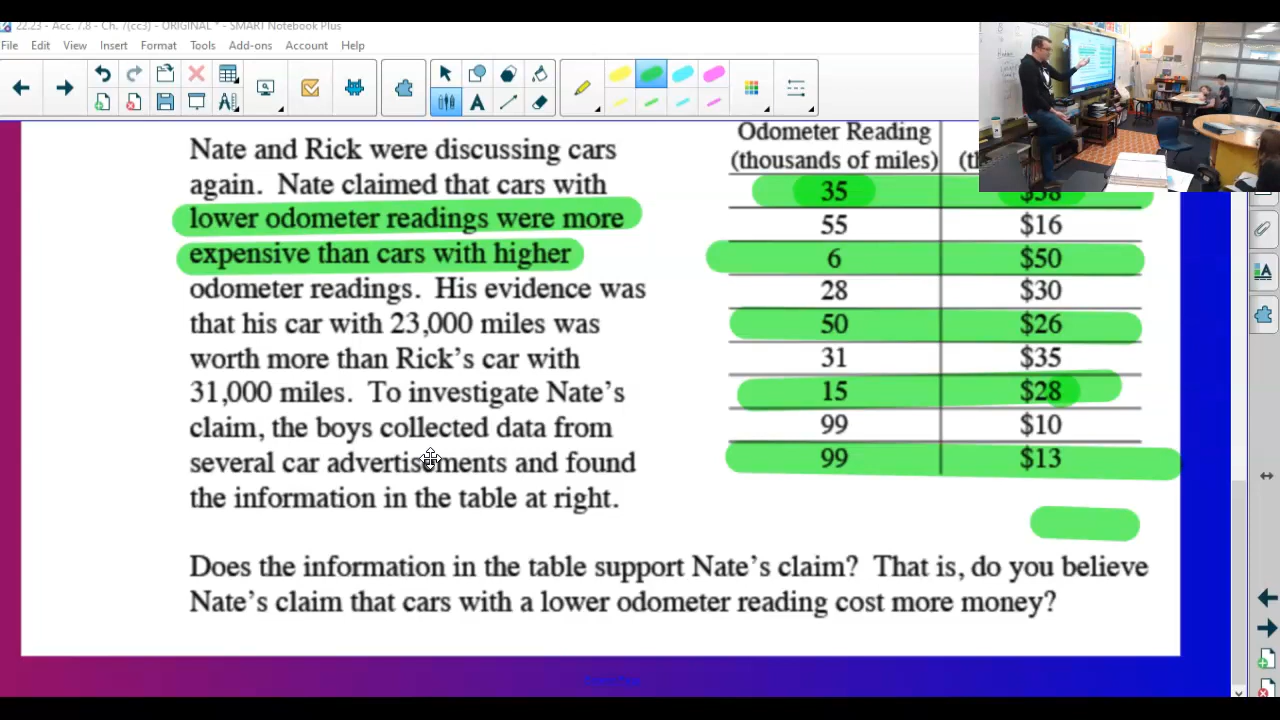 22.23 - Acc. 7.8 - Ch. 7(cc3) - ORIGINAL * - SMART Notebook Plus
File Edit View Insert Format Tools Add-ons Account Help
Nate and Rick were discussing cars
again. Nate claimed that cars with
lower odometer readings were more
expensive than cars with higher
odometer readings. His evidence was
that his car with 23,000 miles was
worth more than Rick's car with
31,000 miles. To investigate Nate's
claim, the boys collected data from
several car advertisements and found
the information in the table at right.
Odometer Reading
(thousands of miles) (th
35 $38
55 $16
6 $50
28 $30
50 $26
31 $35
15 $28
99 $10
99 $13
Does the information in the table support Nate's claim? That is, do you believe
Nate's claim that cars with a lower odometer reading cost more money?